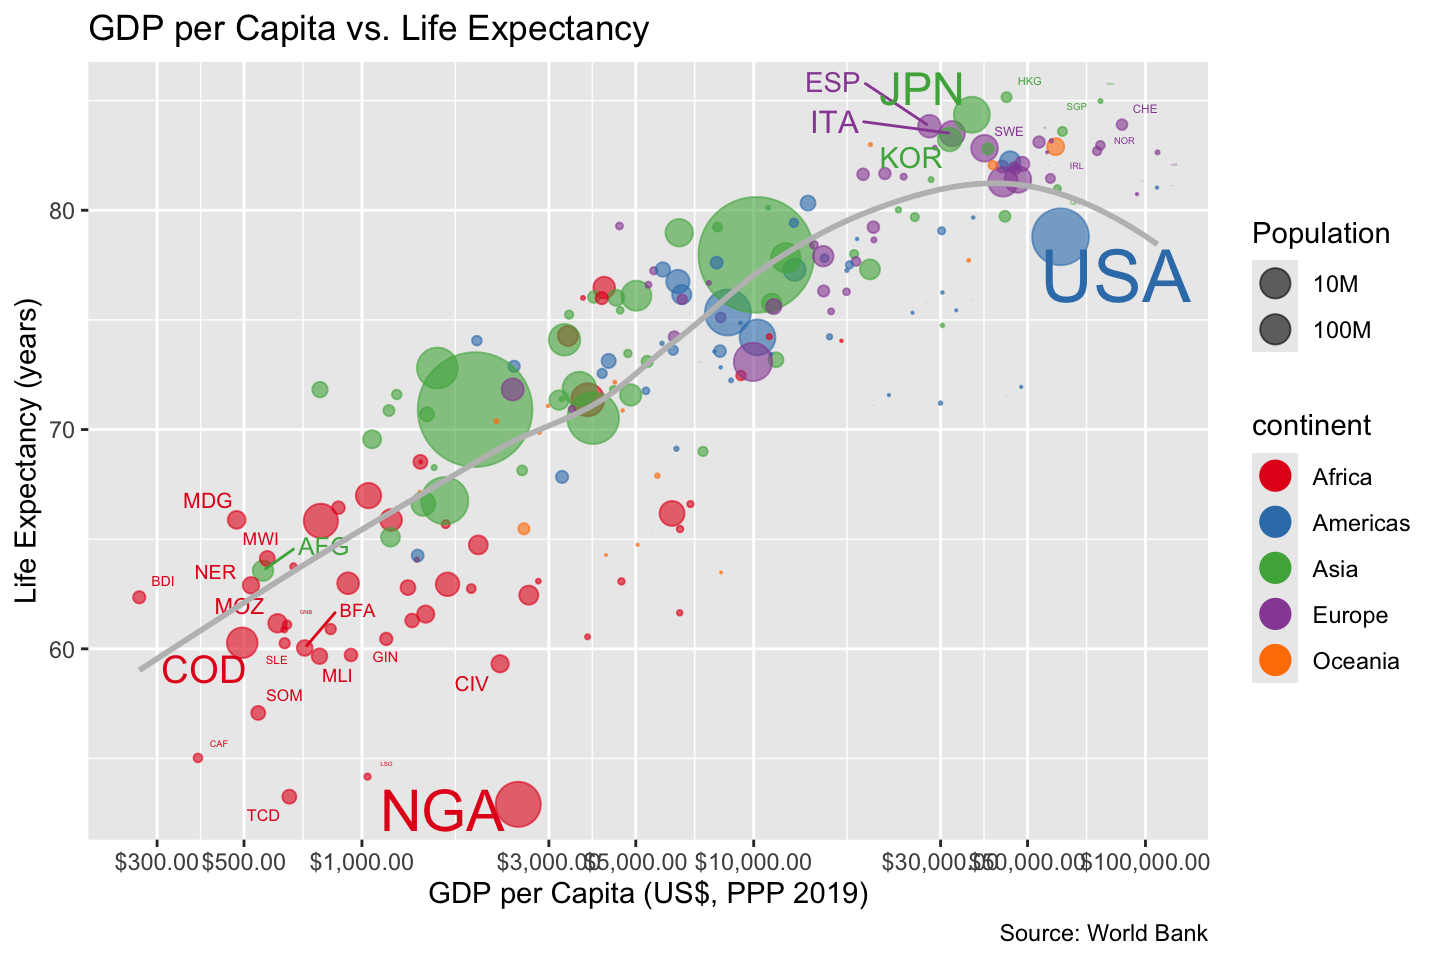 GDP per Capita vs. Life Expectancy
Life Expectancy (years)
80
70
60
ESP
JPN
HKG
SGP
CHE
ITA
SWE
NOR
KOR
IRL
USA
MDG
MWI
AFG
NER
BDI
MOZ
GNB
BFA
COD
SLE
GIN
MLI
CIV
SOM
CAF
LSO
TCD
NGA
$300.00
$500.00
$1,000.00
$3,000.00
$5,000.00
$10,000.00
$30,000.00
$50,000.00
$100,000.00
GDP per Capita (US$, PPP 2019)
Source: World Bank
Population
10M
100M
continent
Africa
Americas
Asia
Europe
Oceania